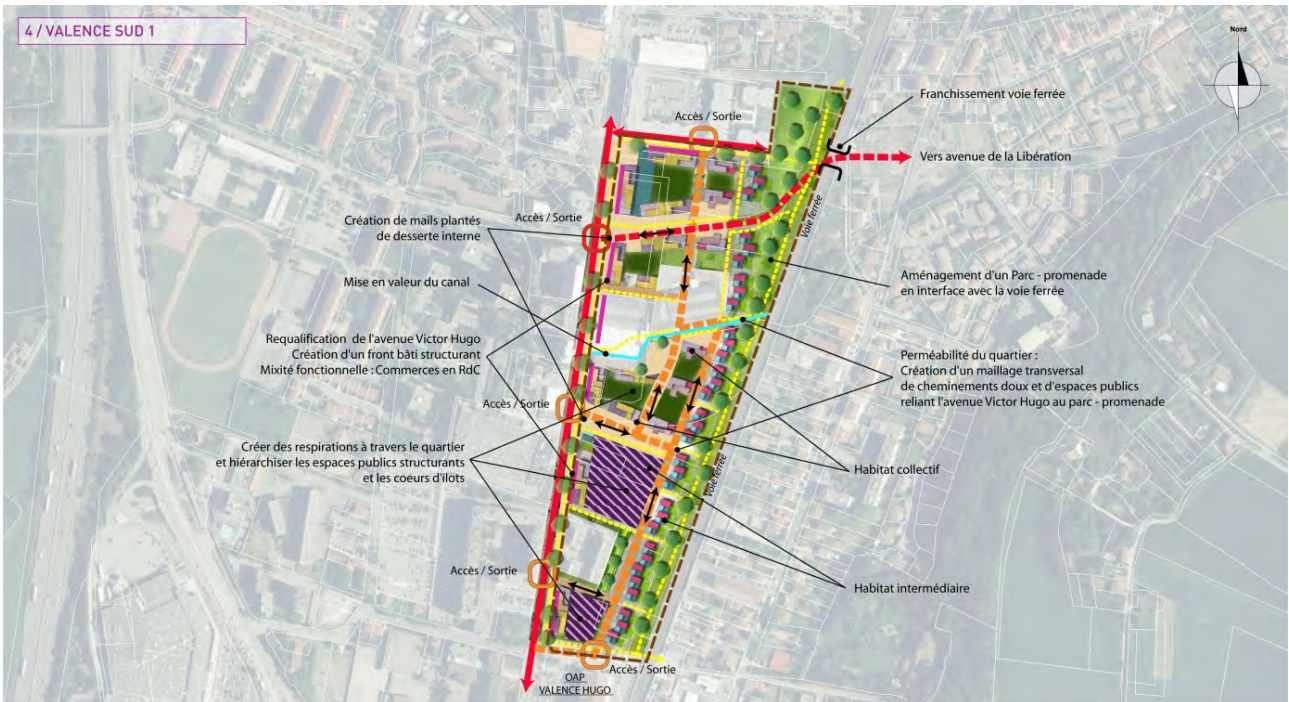 4 / VALENCE SUD 1
Nord
Franchissement voie ferrée
Accès / Sortie
Vers avenue de la Libération
Création de mails plantés
de desserte interne
Accès / Sortie
Voie ferrée
Mise en valeur du canal
Aménagement d'un Parc - promenade
en interface avec la voie ferrée
Requalification de l'avenue Victor Hugo
Création d'un front bâti structurant
Mixité fonctionnelle : Commerces en RdC
Perméabilité du quartier :
Création d'un maillage transversal
de cheminements doux et d'espaces publics
reliant l'avenue Victor Hugo au parc - promenade
Accès / Sortie
Créer des respirations à travers le quartier
et hiérarchiser les espaces publics structurants
et les coeurs d'ilots
Habitat collectif
Voie ferrée
Accès / Sortie
Habitat intermédiaire
Accès / Sortie
OAP
VALENCE HUGO